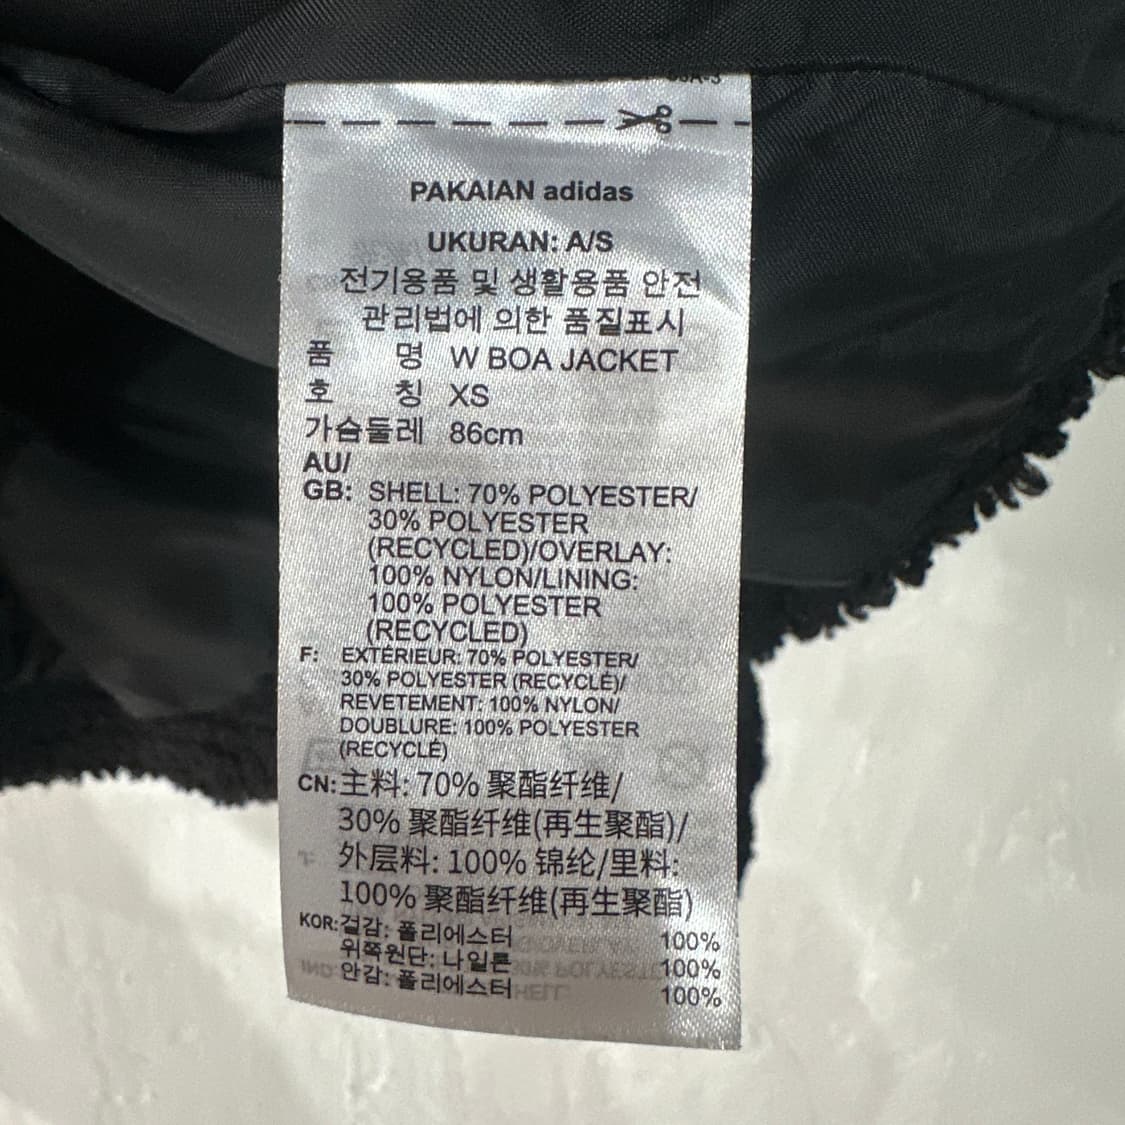 PAKAIAN adidas
UKURAN: A/S
전기용품 및 생활용품 안전
관리법에 의한 품질표시
품 명 W BOA JACKET
호 칭 XS
가슴둘레 86cm
AU/
GB: SHELL: 70% POLYESTER/
30% POLYESTER
(RECYCLED)/OVERLAY:
100% NYLON/LINING:
100% POLYESTER
(RECYCLED)
F: EXTÉRIEUR: 70% POLYESTER/
30% POLYESTER (RECYCLÉ)/
REVETEMENT: 100% NYLON/
DOUBLURE: 100% POLYESTER
(RECYCLÉ)
CN: 主料: 70% 聚酯纤维/
30% 聚酯纤维(再生聚酯)/
外层料: 100% 锦纶/里料:
100% 聚酯纤维(再生聚酯)
KOR: 겉감: 폴리에스터 100%
위쪽원단: 나일론 100%
안감: 폴리에스터 100%